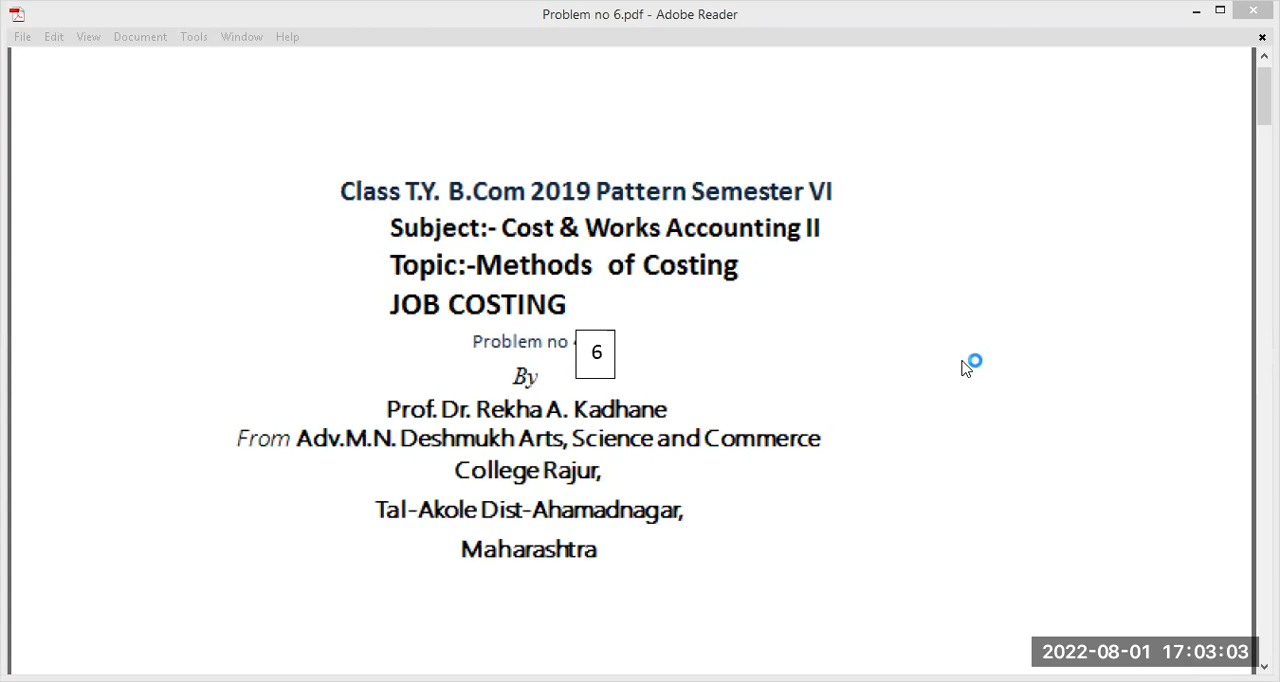 Problem no 6.pdf - Adobe Reader
File Edit View Document Tools Window Help
Class T.Y. B.Com 2019 Pattern Semester VI
Subject:- Cost & Works Accounting II
Topic:-Methods of Costing
JOB COSTING
Problem no 6
By
Prof. Dr. Rekha A. Kadhane
From Adv.M.N. Deshmukh Arts, Science and Commerce
College Rajur,
Tal-Akole Dist-Ahamadnagar,
Maharashtra
2022-08-01 17:03:03